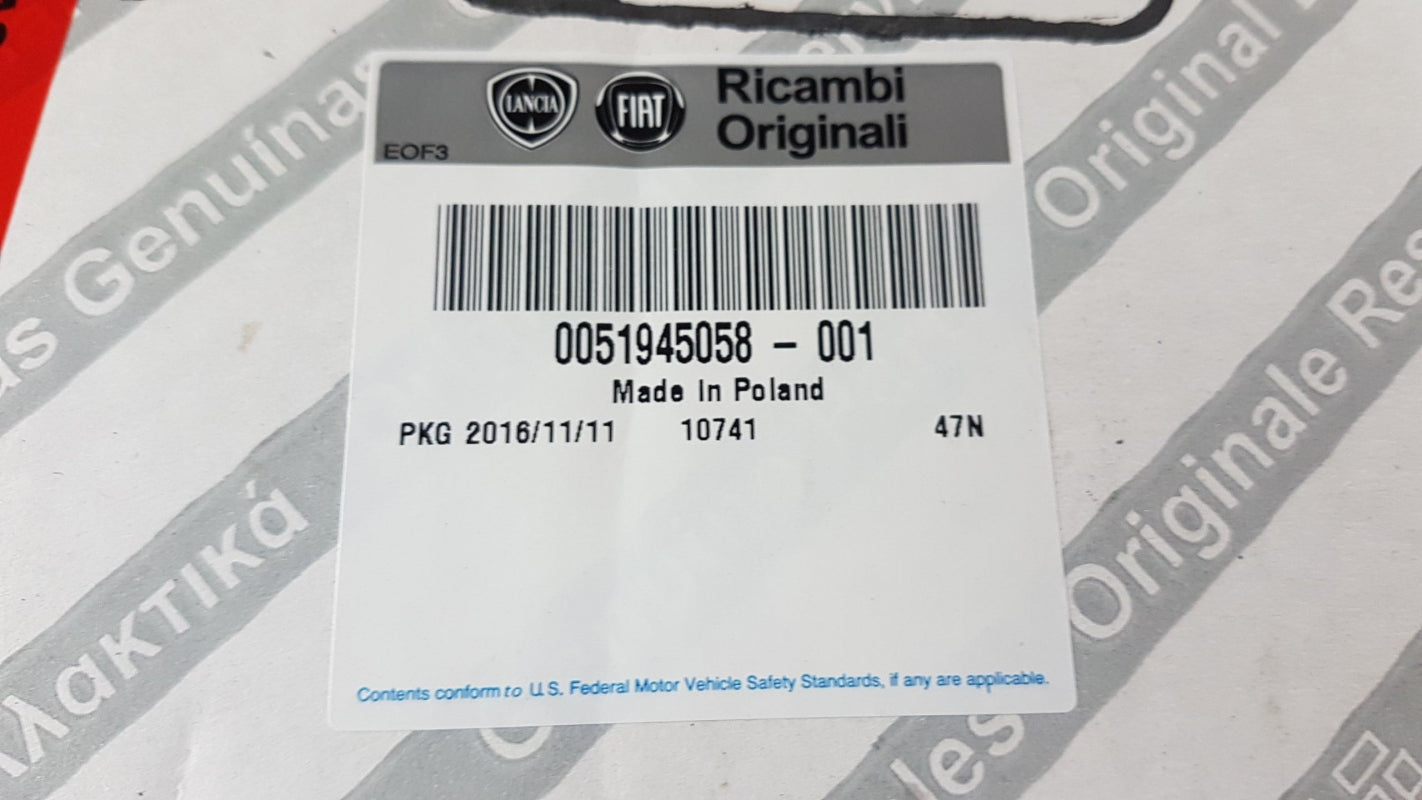 LANCIA
FIAT
Ricambi
Originali
EOF3
0051945058 - 001
Made In Poland
PKG 2016/11/11 10741 47N
Contents conform to U.S. Federal Motor Vehicle Safety Standards, if any are applicable.
Genuínas
Original
Originale
λακτικά